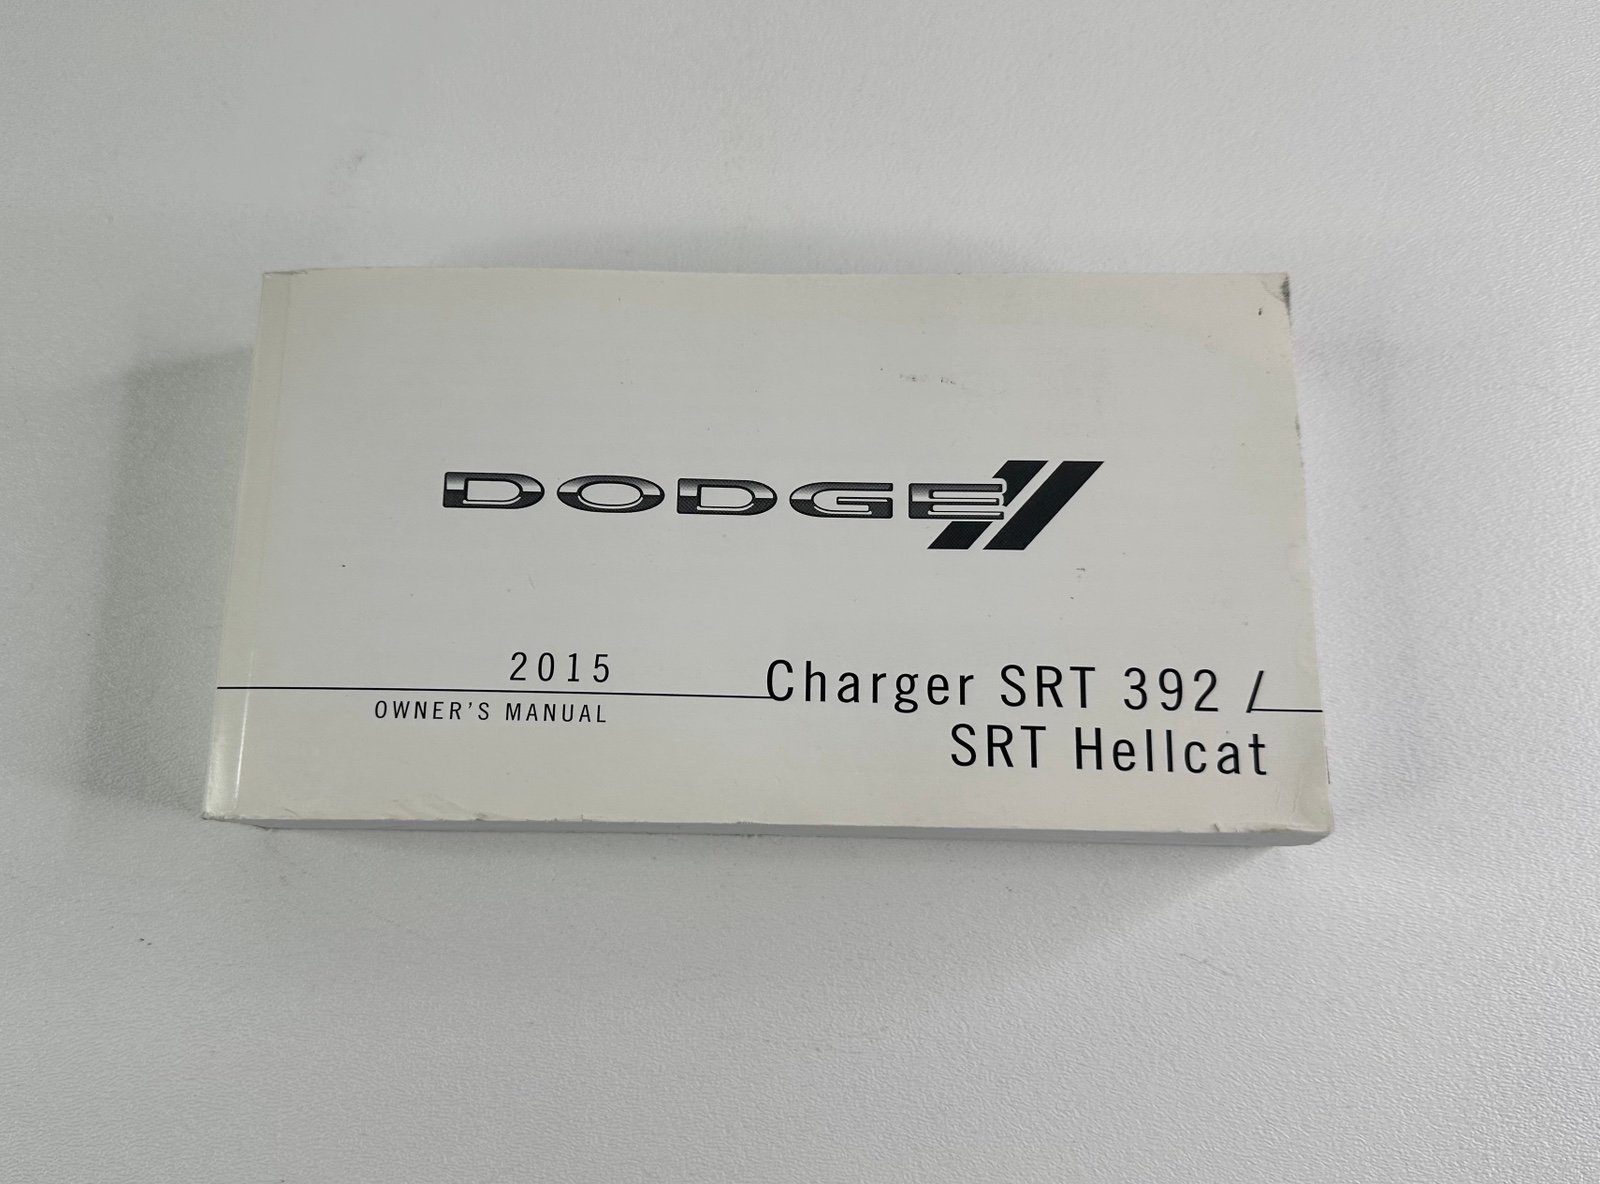 DODGE
2015
OWNER'S MANUAL
Charger SRT 392 /
SRT Hellcat